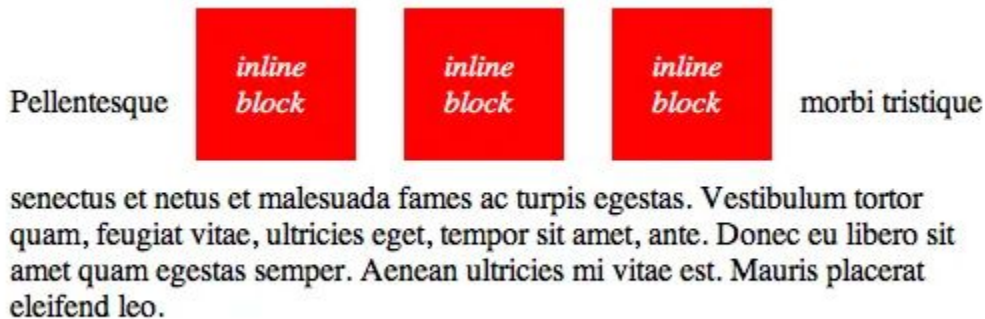 inline inline inline
Pellentesque block block block morbi tristique
senectus et netus et malesuada fames ac turpis egestas. Vestibulum tortor
quam, feugiat vitae, ultricies eget, tempor sit amet, ante. Donec eu libero sit
amet quam egestas semper. Aenean ultricies mi vitae est. Mauris placerat
eleifend leo.